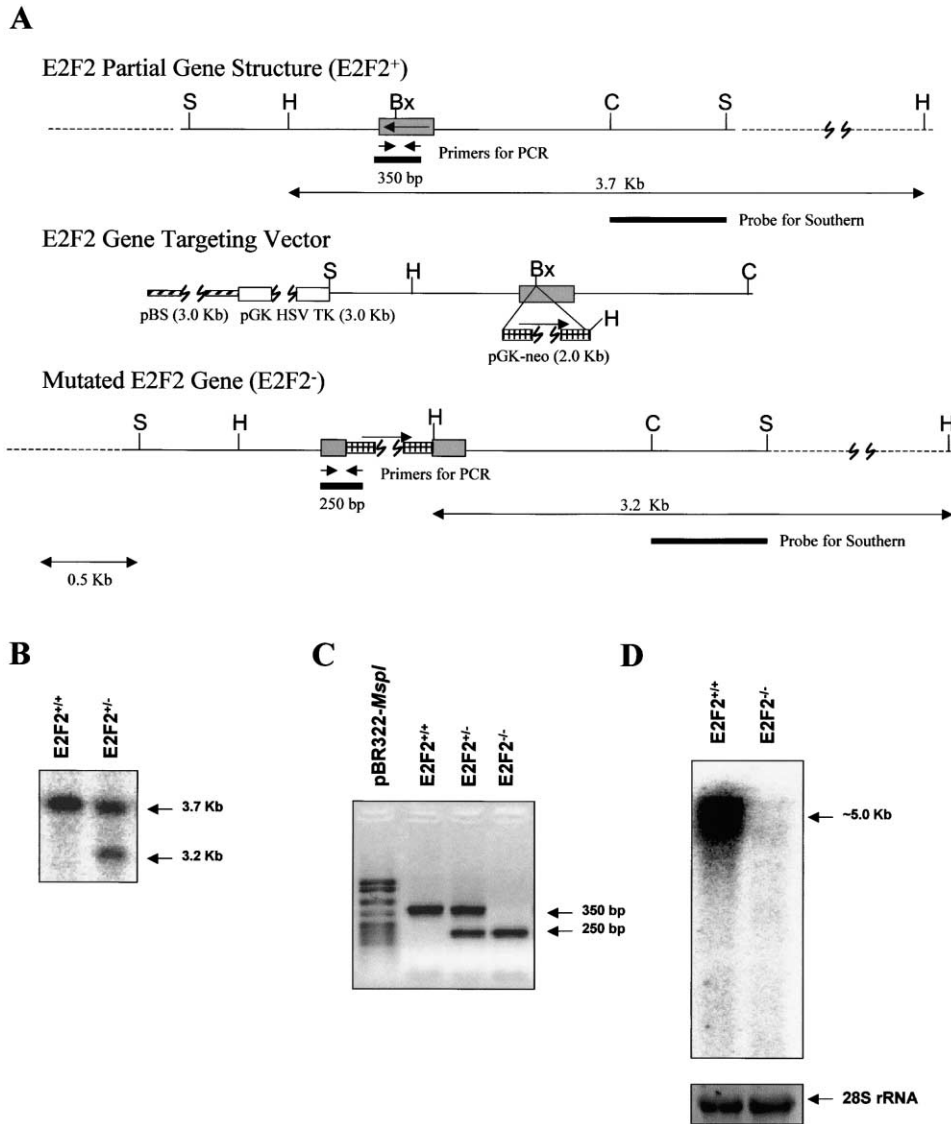 A
E2F2 Partial Gene Structure (E2F2⁺)
S H Bx C S H
Primers for PCR
350 bp
3.7 Kb
Probe for Southern
E2F2 Gene Targeting Vector
S H Bx C
pBS (3.0 Kb) pGK HSV TK (3.0 Kb)
H
pGK-neo (2.0 Kb)
Mutated E2F2 Gene (E2F2⁻)
S H H C S H
Primers for PCR
250 bp
3.2 Kb
Probe for Southern
0.5 Kb
B
E2F2⁺/⁺
E2F2⁺/⁻
3.7 Kb
3.2 Kb
C
pBR322-MspI
E2F2⁺/⁺
E2F2⁺/⁻
E2F2⁻/⁻
350 bp
250 bp
D
E2F2⁺/⁺
E2F2⁻/⁻
~5.0 Kb
28S rRNA